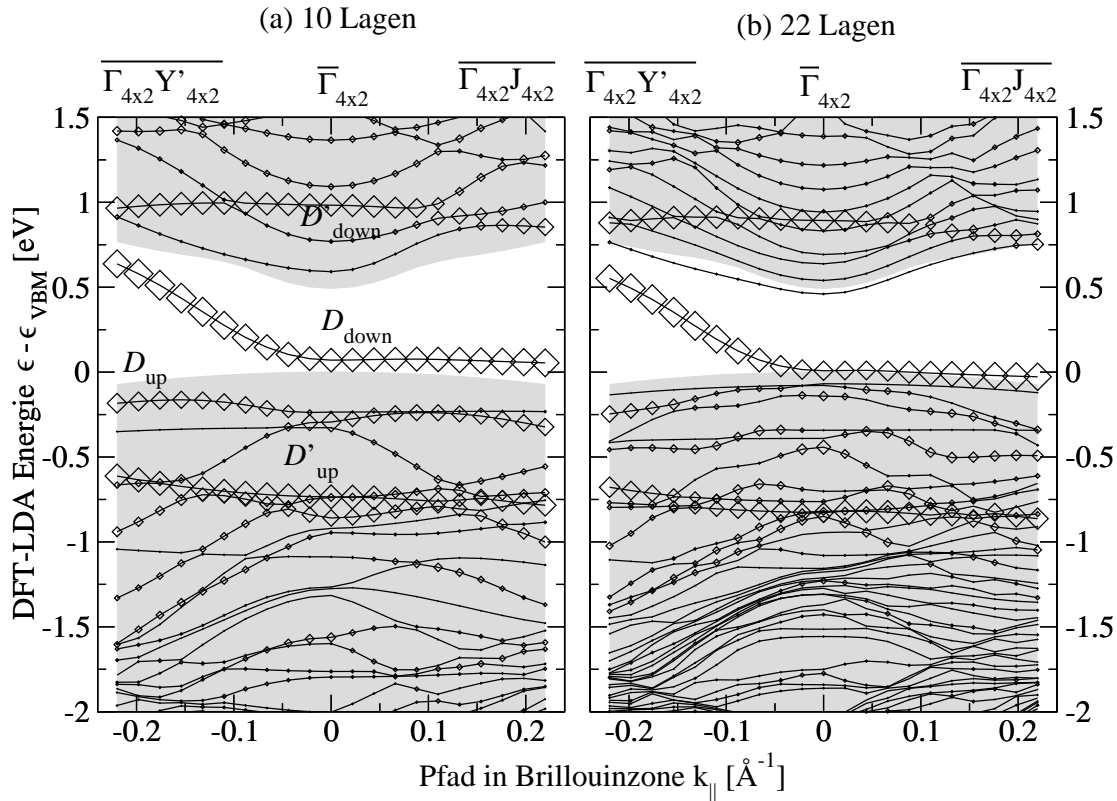 (a) 10 Lagen
(b) 22 Lagen
Γ4x2Y'4x2 Γ4x2 Γ4x2J4x2
Γ4x2Y'4x2 Γ4x2 Γ4x2J4x2
DFT-LDA Energie ϵ - ϵVBM [eV]
1.5
1
0.5
0
-0.5
-1
-1.5
-2
D'down
Ddown
Dup
D'up
1.5
1
0.5
0
-0.5
-1
-1.5
-2
-0.2 -0.1 0 0.1 0.2
-0.2 -0.1 0 0.1 0.2
Pfad in Brillouinzone k|| [Å-1]